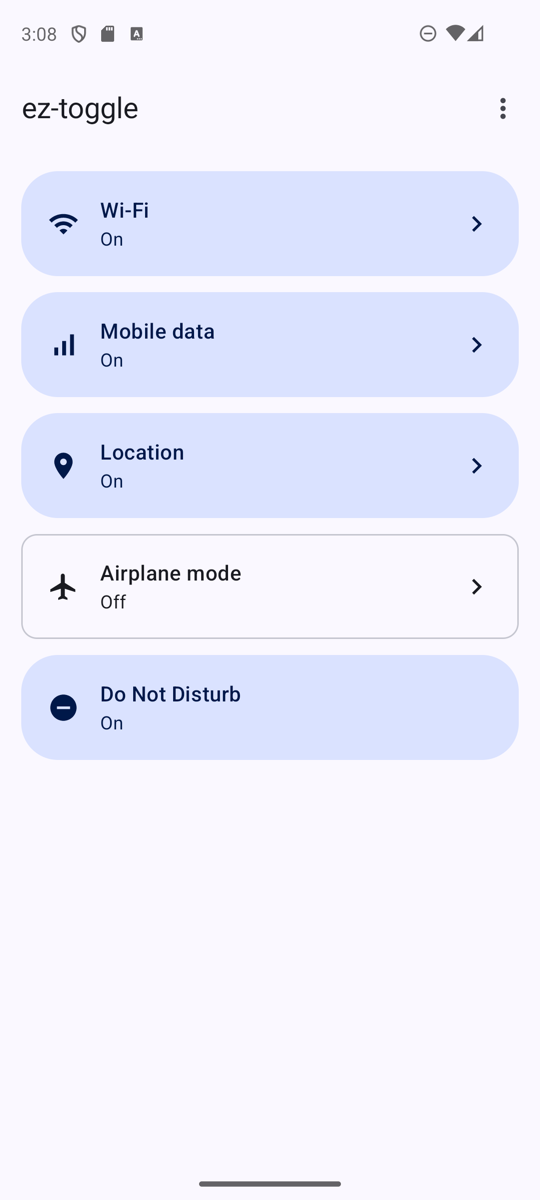 3:08
ez-toggle
Wi-Fi
On
Mobile data
On
Location
On
Airplane mode
Off
Do Not Disturb
On